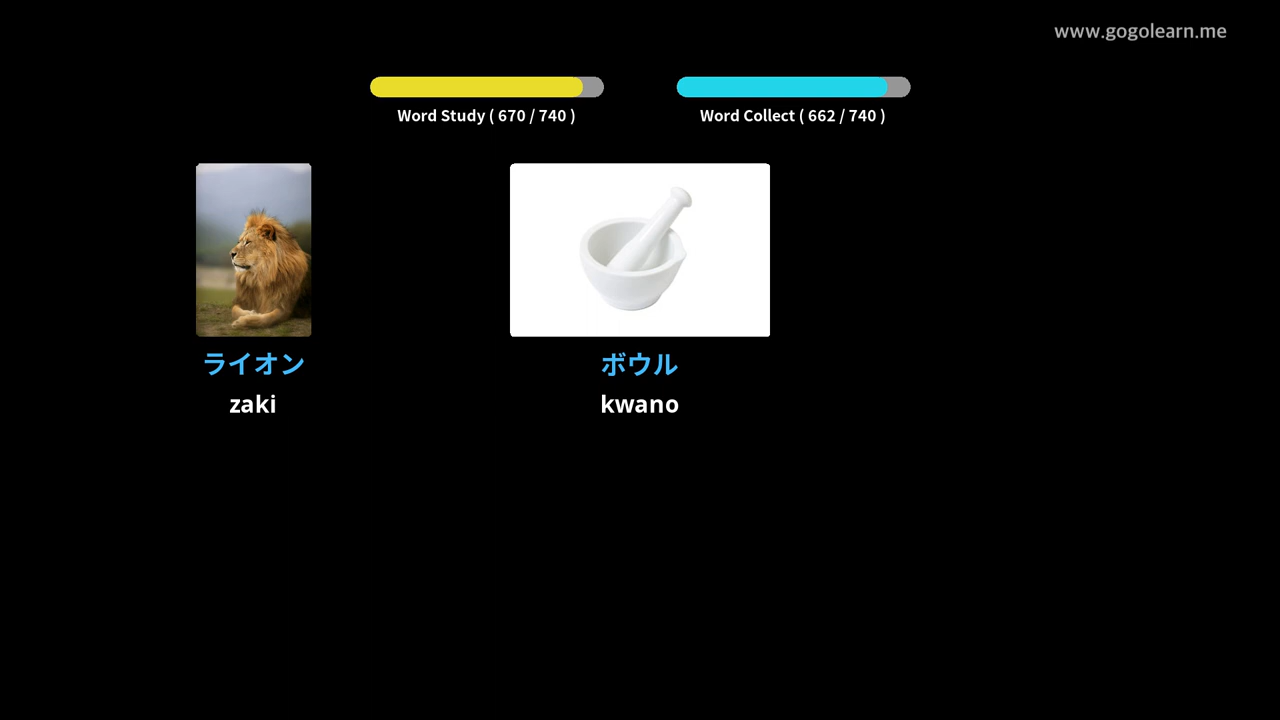 www.gogolearn.me
Word Study ( 670 / 740 )
Word Collect ( 662 / 740 )
ライオン
zaki
ボウル
kwano